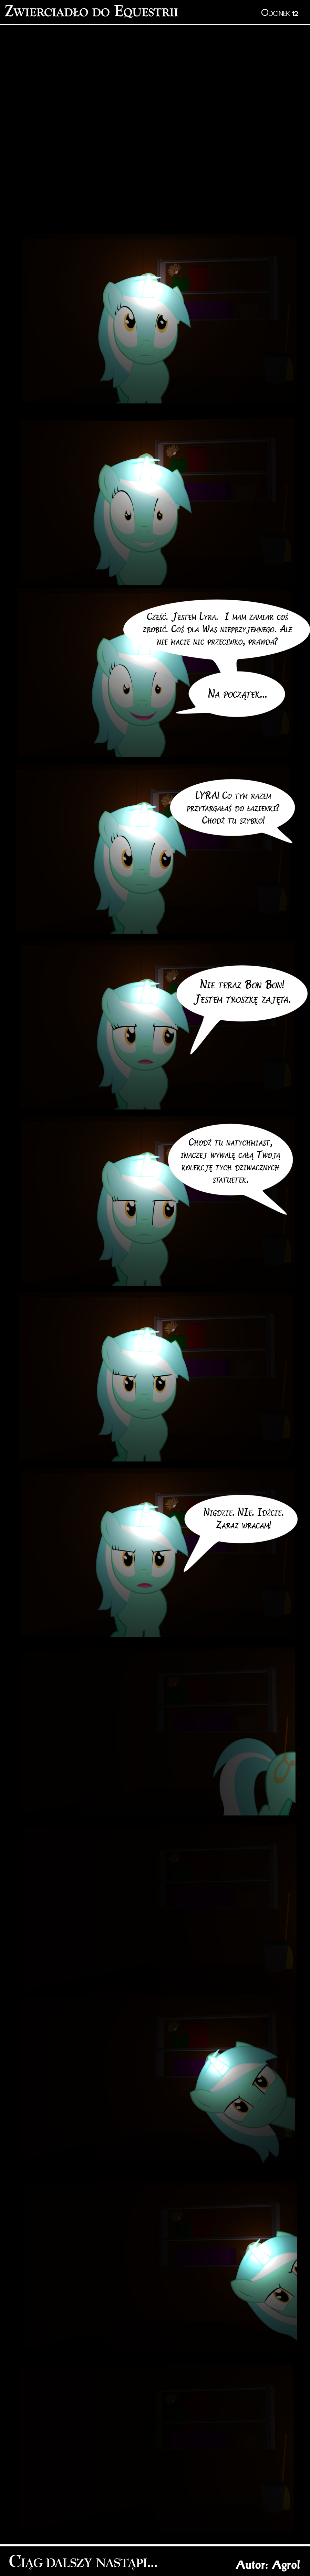 Zwierciadło do Equestrii
Odcinek 12
Cześć. Jestem Lyra. I mam zamiar coś
zrobić. Coś dla Was nieprzyjemnego. Ale
nie macie nic przeciwko, prawda?
Na początek...
LYRA! Co tym razem
przytargałaś do łazienki?
Chodź tu szybko!
Nie teraz Bon Bon!
Jestem troszkę zajęta.
Chodź tu natychmiast,
inaczej wywalę całą Twoją
kolekcję tych dziwacznych
statuetek.
Nigdzie. NIe. Idźcie.
Zaraz wracam!
Ciąg dalszy nastąpi...
Autor: Agrol